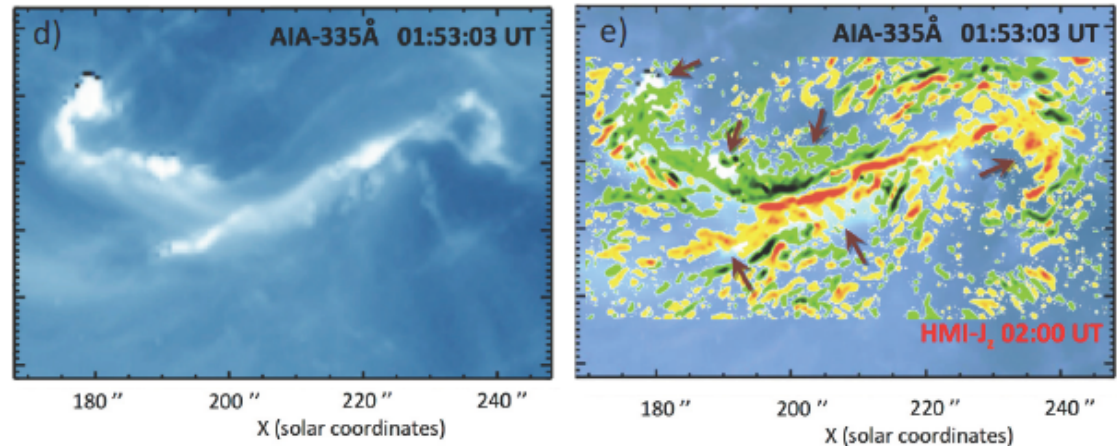 d)
AIA-335Å 01:53:03 UT
180 ″ 200 ″ 220 ″ 240 ″
X (solar coordinates)
e)
AIA-335Å 01:53:03 UT
HMI-Jz 02:00 UT
180 ″ 200 ″ 220 ″ 240 ″
X (solar coordinates)